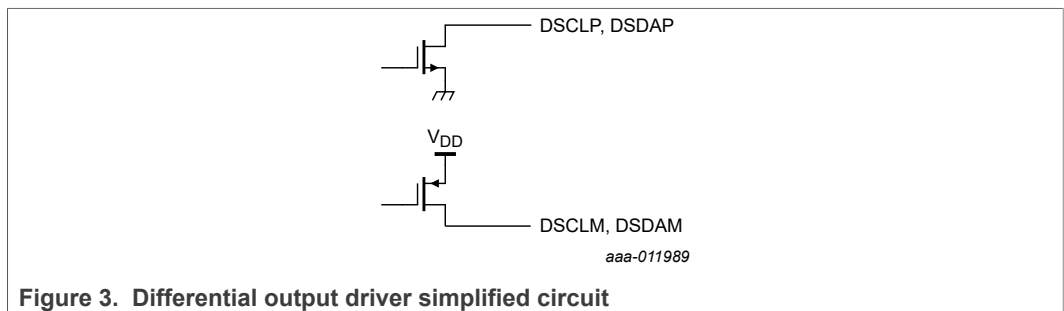 DSCLP, DSDAP
VDD
DSCLM, DSDAM
aaa-011989
Figure 3. Differential output driver simplified circuit